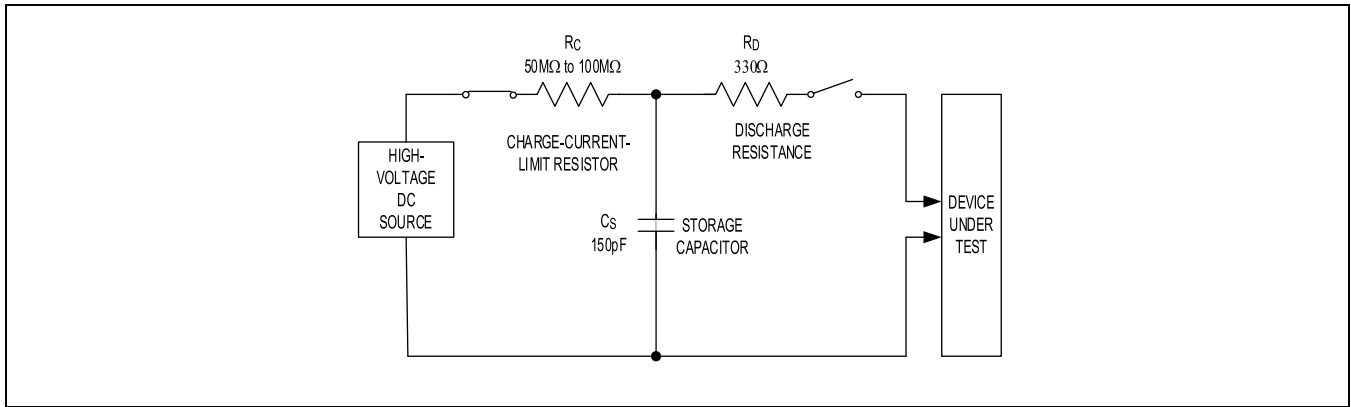 RC
50MΩ to 100MΩ
CHARGE-CURRENT-
LIMIT RESISTOR
RD
330Ω
DISCHARGE
RESISTANCE
HIGH-
VOLTAGE
DC
SOURCE
CS
150pF
STORAGE
CAPACITOR
DEVICE
UNDER
TEST